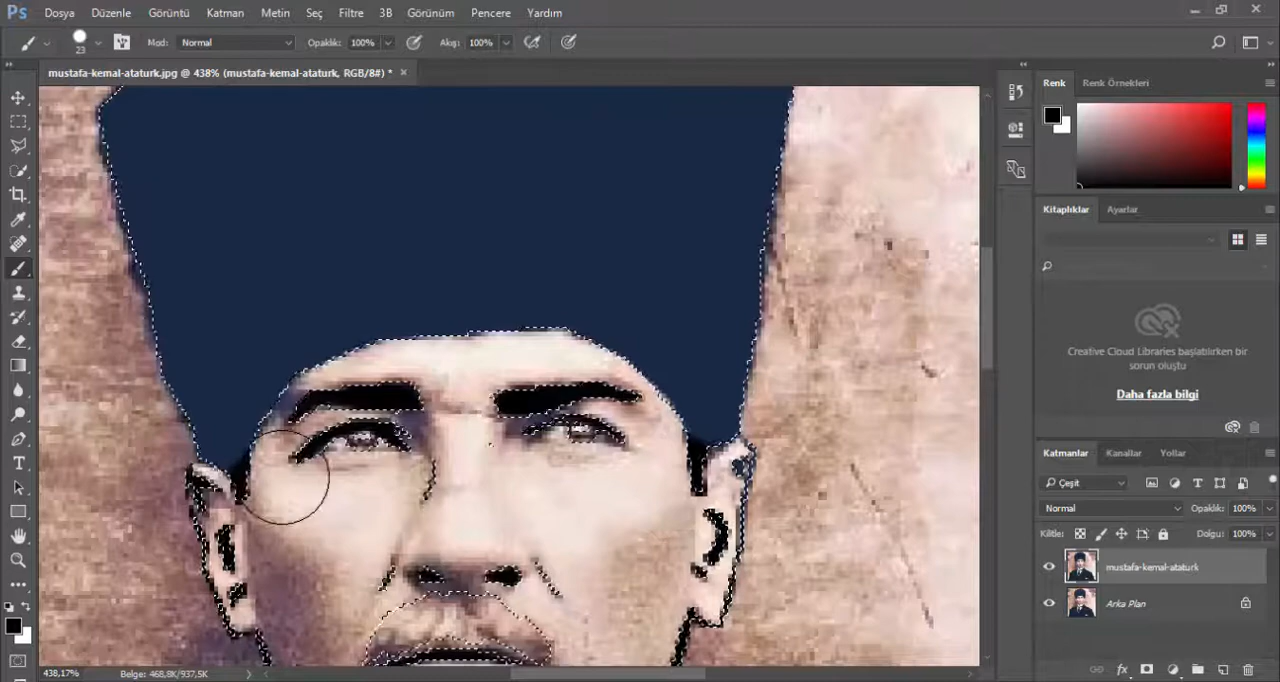 Ps Dosya Düzenle Görüntü Katman Metin Seç Filtre 3B Görünüm Pencere Yardım
23 Mod: Normal Opaklık: 100% Akış: 100%
mustafa-kemal-ataturk.jpg @ 438% (mustafa-kemal-ataturk, RGB/8#) * ×
Renk Renk Örnekleri
Kitaplıklar Ayarlar
Creative Cloud Libraries başlatılırken bir
sorun oluştu
Daha fazla bilgi
Katmanlar Kanallar Yollar
Çeşit
Normal Opaklık: 100%
Kilitle: Dolgu: 100%
mustafa-kemal-ataturk
Arka Plan
438,17% Belge: 468,8K/937,5K